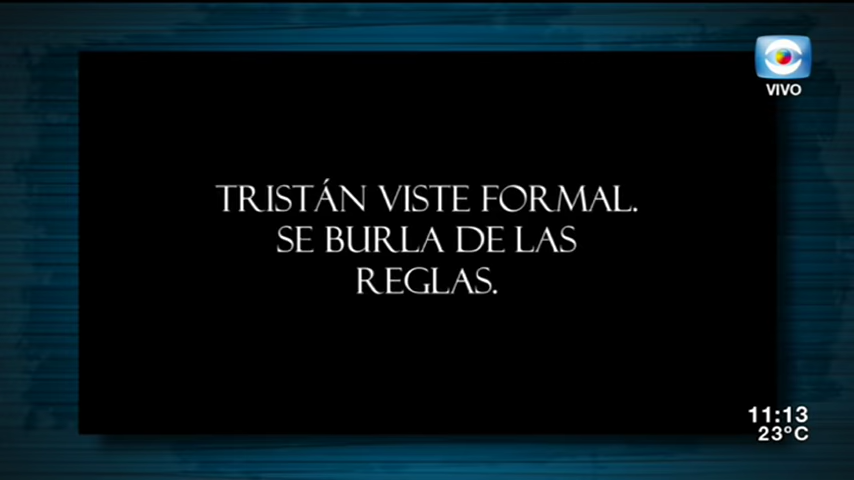 VIVO
TRISTÁN VISTE FORMAL.
SE BURLA DE LAS
REGLAS.
11:13
23°C